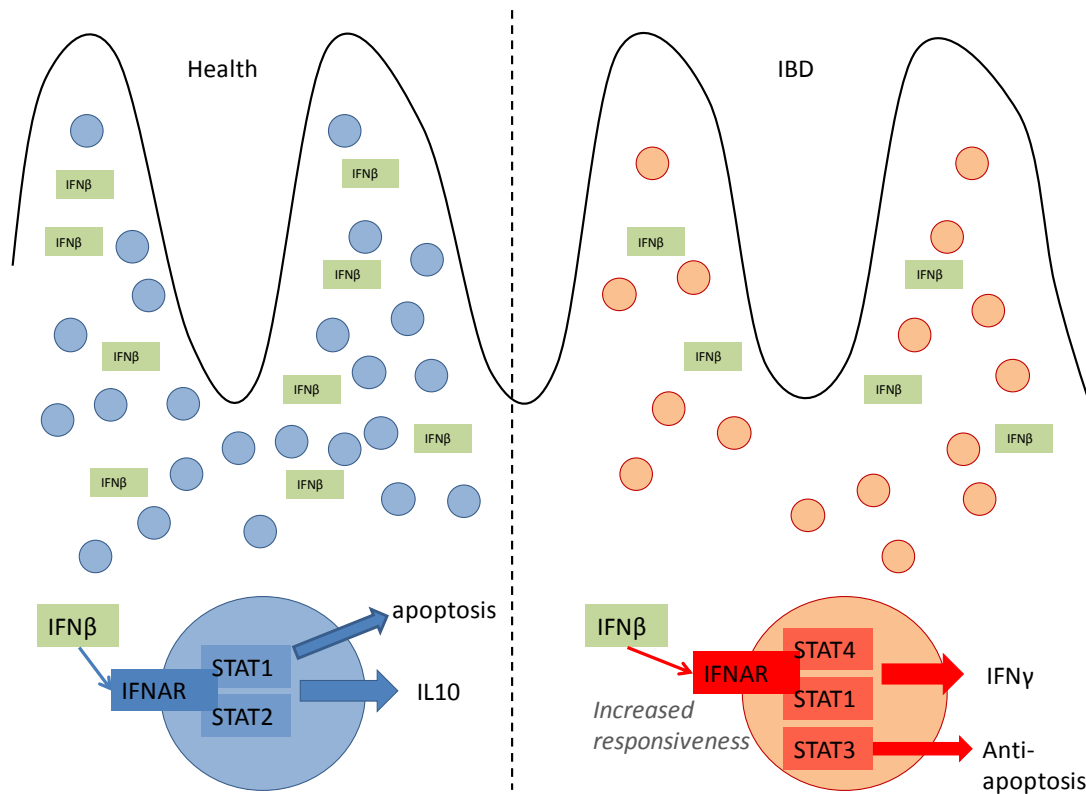 Health
IFNβ
IFNβ
IFNβ
IFNβ
IFNβ
IFNβ
IFNβ
IFNβ
IFNβ
IFNβ
IFNAR
STAT1
STAT2
apoptosis
IL10
IBD
IFNβ
IFNβ
IFNβ
IFNβ
IFNβ
IFNβ
IFNAR
Increased
responsiveness
STAT4
STAT1
STAT3
IFNγ
Anti-
apoptosis